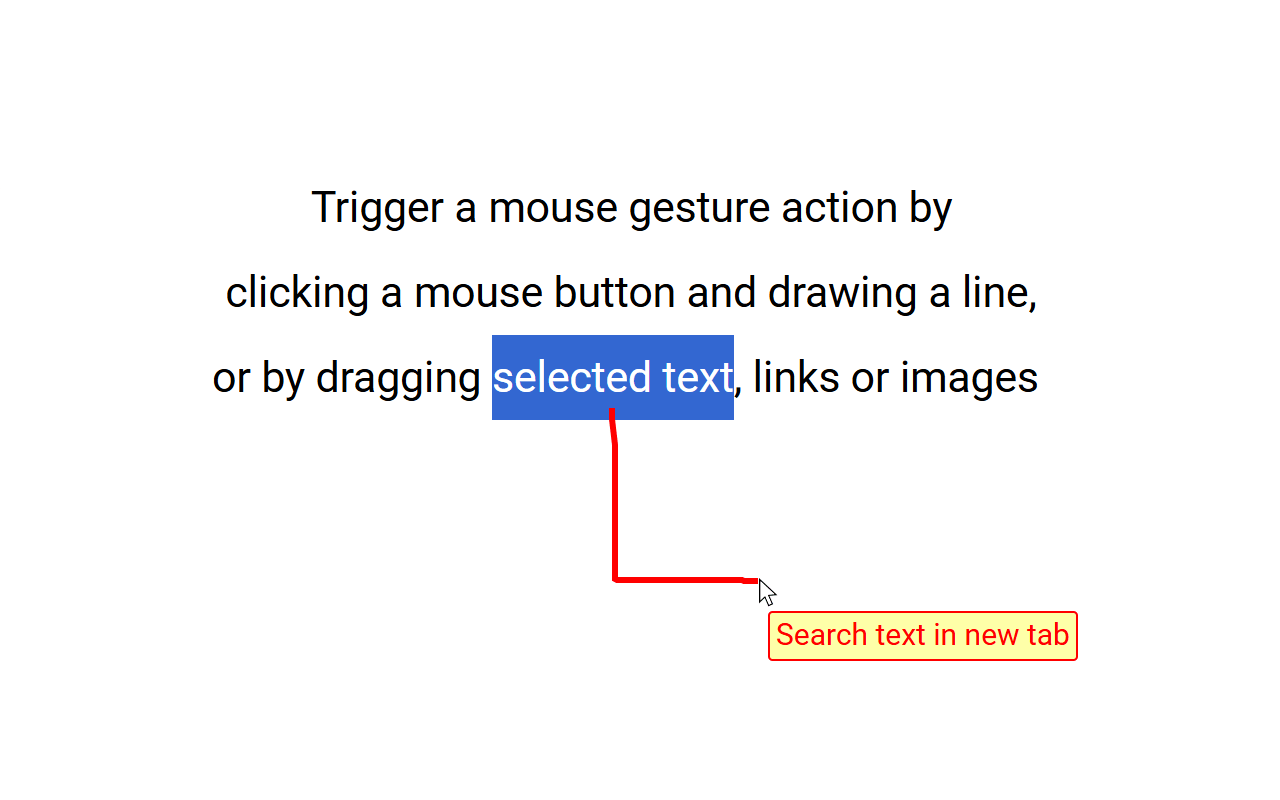 Trigger a mouse gesture action by
clicking a mouse button and drawing a line,
or by dragging selected text, links or images
Search text in new tab